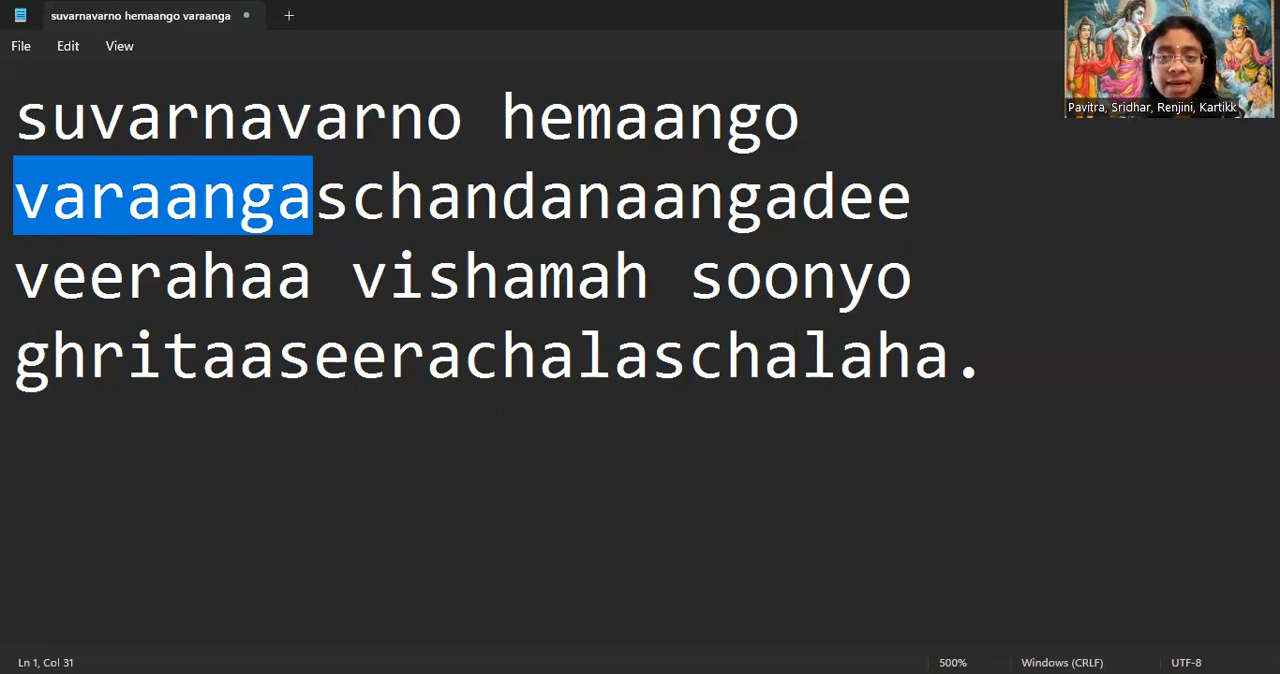 suvarnavarno hemaango varaanga
File Edit View
Pavitra, Sridhar, Renjini, Kartikk
suvarnavarno hemaango
varaangaschandanaangadee
veerahaa vishamah soonyo
ghritaaseerachalaschalaha.
Ln 1, Col 31 500% Windows (CRLF) UTF-8